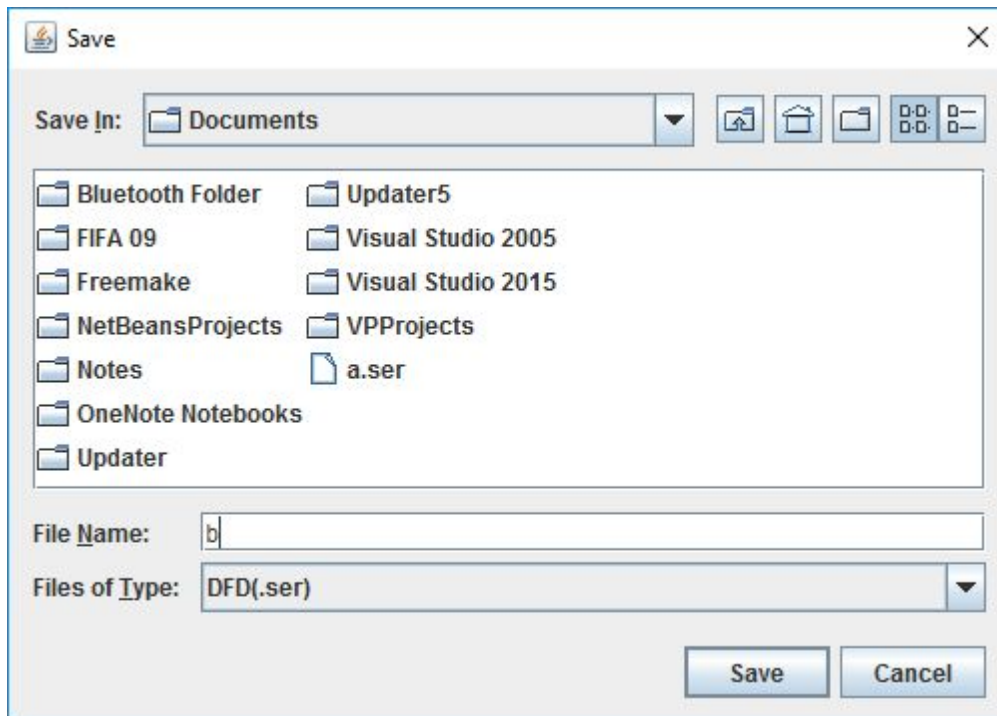 Save
Save In: Documents
Bluetooth Folder
FIFA 09
Freemake
NetBeansProjects
Notes
OneNote Notebooks
Updater
Updater5
Visual Studio 2005
Visual Studio 2015
VPProjects
a.ser
File Name: b
Files of Type: DFD(.ser)
Save Cancel